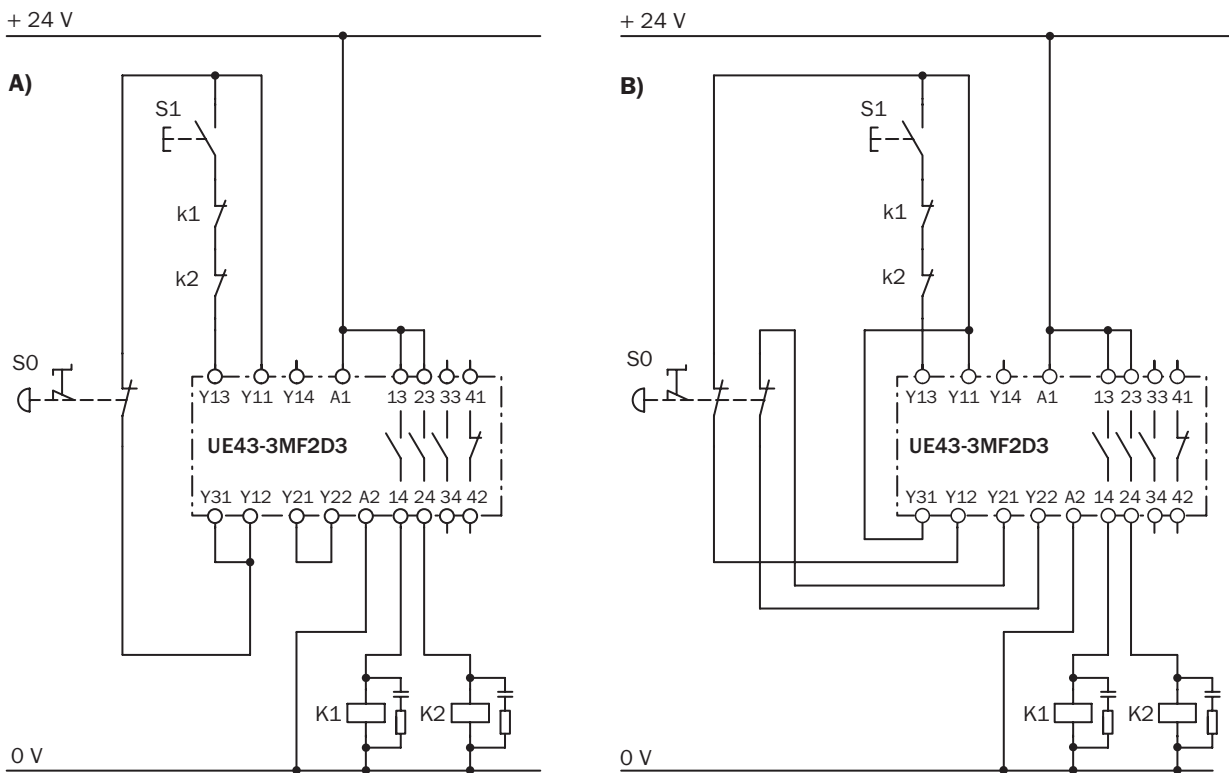 + 24 V
A)
S1
k1
k2
S0
Y13 Y11 Y14 A1 13 23 33 41
UE43-3MF2D3
Y31 Y12 Y21 Y22 A2 14 24 34 42
K1 K2
0 V
+ 24 V
B)
S1
k1
k2
S0
Y13 Y11 Y14 A1 13 23 33 41
UE43-3MF2D3
Y31 Y12 Y21 Y22 A2 14 24 34 42
K1 K2
0 V